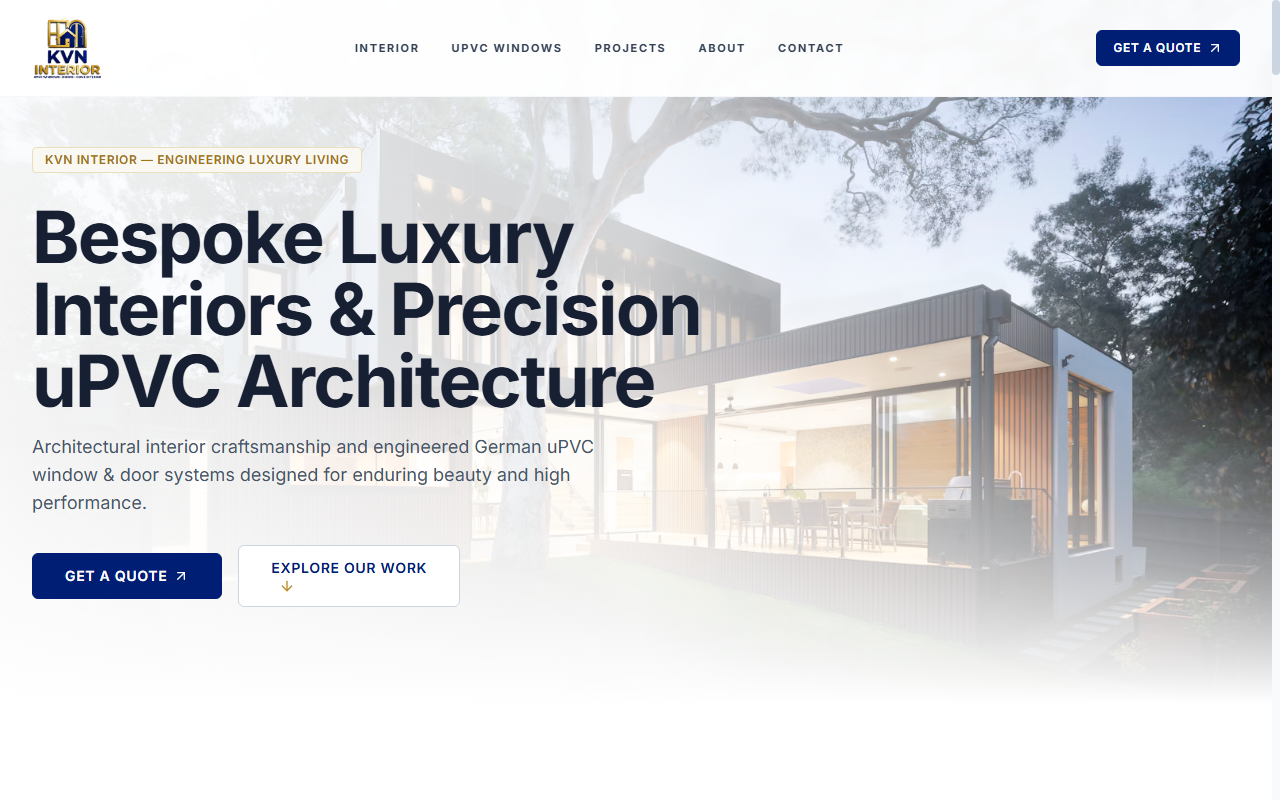 KVN
INTERIOR
INTERIOR
UPVC WINDOWS
PROJECTS
ABOUT
CONTACT
GET A QUOTE
KVN INTERIOR — ENGINEERING LUXURY LIVING
Bespoke Luxury
Interiors & Precision
uPVC Architecture
Architectural interior craftsmanship and engineered German uPVC
window & door systems designed for enduring beauty and high
performance.
GET A QUOTE
EXPLORE OUR WORK